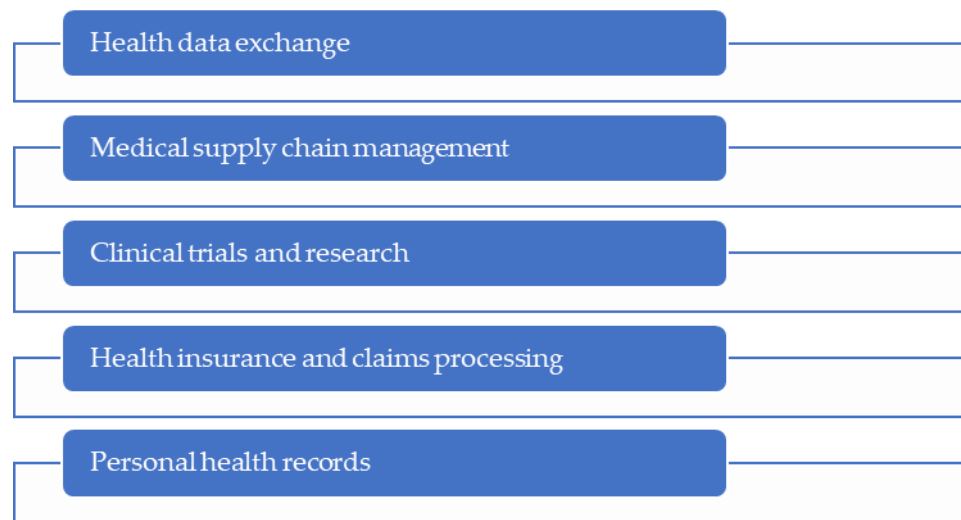 Health data exchange
Medical supply chain management
Clinical trials and research
Health insurance and claims processing
Personal health records